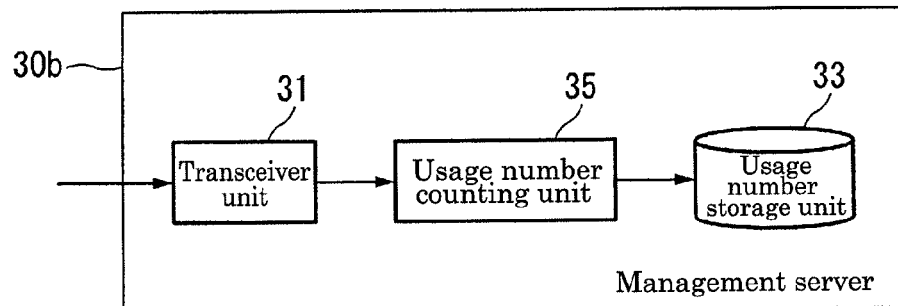 30b
31
35
33
Transceiver
unit
Usage number
counting unit
Usage
number
storage unit
Management server